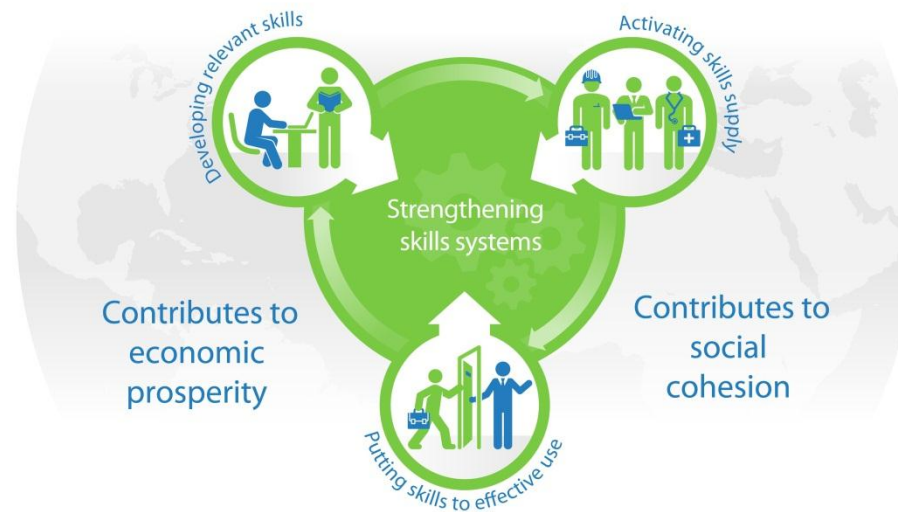 Developing relevant skills
Activating skills supply
Strengthening
skills systems
Contributes to
economic
prosperity
Contributes to
social
cohesion
Putting skills to effective use